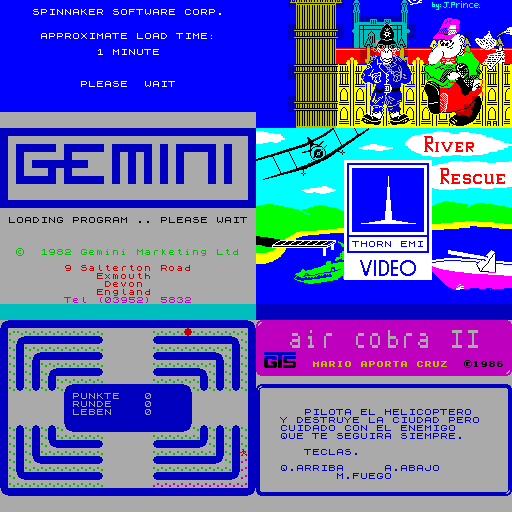 SPINNAKER SOFTWARE CORP.
APPROXIMATE LOAD TIME:
1 MINUTE
PLEASE WAIT
by:J.Prince.
GEMINI
LOADING PROGRAM .. PLEASE WAIT
© 1982 Gemini Marketing Ltd
9 Salterton Road
Exmouth
Devon
England
Tel (03952) 5832
RIVER
RESCUE
THORN EMI
VIDEO
PUNKTE 0
RUNDE 0
LEBEN 0
air cobra II
GTS MARIO APORTA CRUZ ©1986
PILOTA EL HELICOPTERO
Y DESTRUYE LA CIUDAD PERO
CUIDADO CON EL ENEMIGO
QUE TE SEGUIRA SIEMPRE.
TECLAS.
Q.ARRIBA A.ABAJO
M.FUEGO